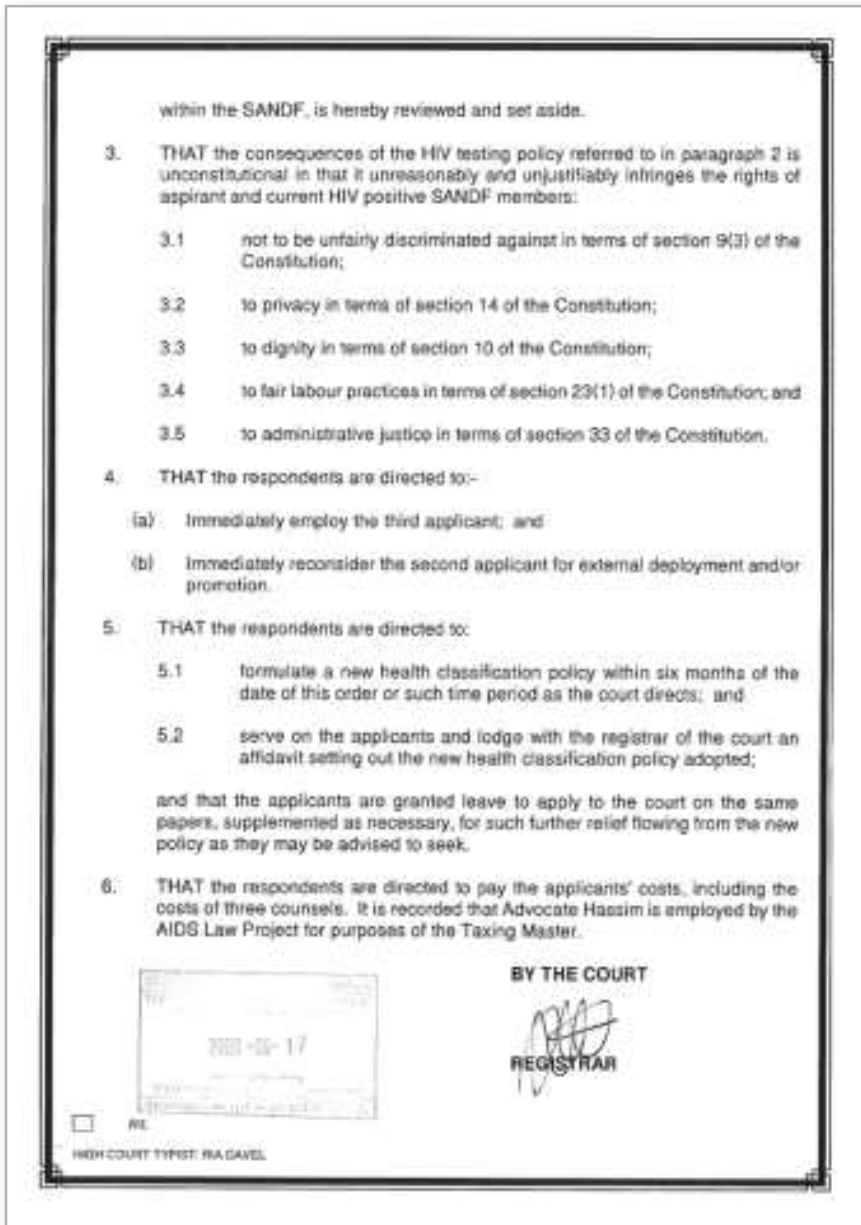 within the SANDF, is hereby reviewed and set aside.
3. THAT the consequences of the HIV testing policy referred to in paragraph 2 is
unconstitutional in that it unreasonably and unjustifiably infringes the rights of
aspirant and current HIV positive SANDF members:
3.1 not to be unfairly discriminated against in terms of section 9(3) of the
Constitution;
3.2 to privacy in terms of section 14 of the Constitution;
3.3 to dignity in terms of section 10 of the Constitution;
3.4 to fair labour practices in terms of section 23(1) of the Constitution; and
3.5 to administrative justice in terms of section 33 of the Constitution.
4. THAT the respondents are directed to:-
(a) Immediately employ the third applicant; and
(b) Immediately reconsider the second applicant for external deployment and/or
promotion.
5. THAT the respondents are directed to:
5.1 formulate a new health classification policy within six months of the
date of this order or such time period as the court directs; and
5.2 serve on the applicants and lodge with the registrar of the court an
affidavit setting out the new health classification policy adopted;
and that the applicants are granted leave to apply to the court on the same
papers, supplemented as necessary, for such further relief flowing from the new
policy as they may be advised to seek.
6. THAT the respondents are directed to pay the applicants' costs, including the
costs of three counsels. It is recorded that Advocate Hassim is employed by the
AIDS Law Project for purposes of the Taxing Master.
BY THE COURT
17
REGISTRAR
HIGH COURT TYPIST: RIA GAVEL